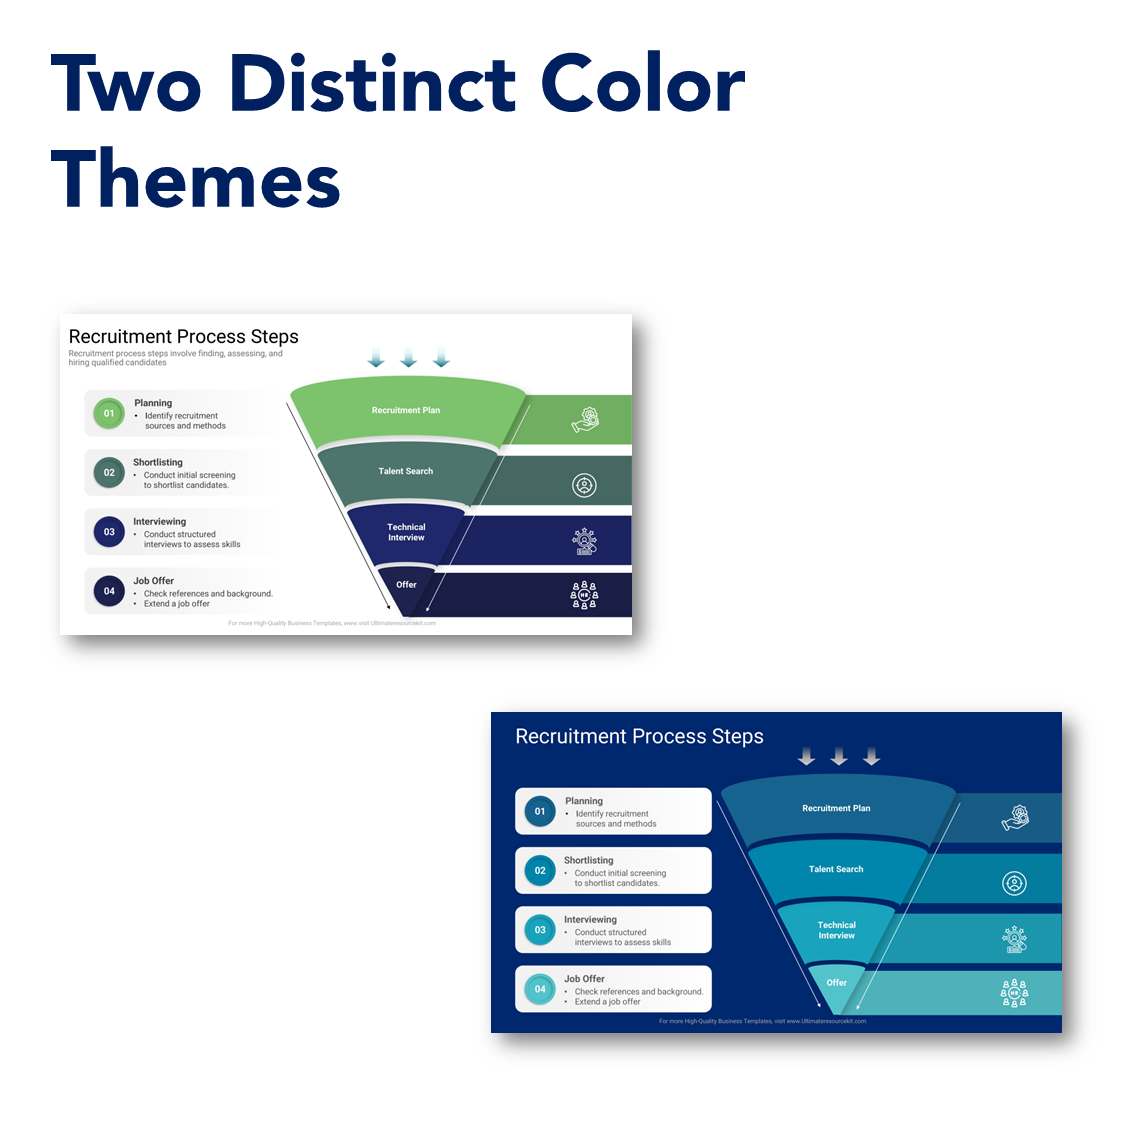 Two Distinct Color
Themes
Recruitment Process Steps
Recruitment process steps involve finding, assessing, and
hiring qualified candidates
01
Planning
• Identify recruitment
sources and methods
02
Shortlisting
• Conduct initial screening
to shortlist candidates.
03
Interviewing
• Conduct structured
interviews to assess skills
04
Job Offer
• Check references and background.
• Extend a job offer
Recruitment Plan
Talent Search
Technical
Interview
Offer
HR
For more High-Quality Business Templates, www.visit Ultimateresourcekit.com
Recruitment Process Steps
01
Planning
• Identify recruitment
sources and methods
02
Shortlisting
• Conduct initial screening
to shortlist candidates.
03
Interviewing
• Conduct structured
interviews to assess skills
04
Job Offer
• Check references and background.
• Extend a job offer
Recruitment Plan
Talent Search
Technical
Interview
Offer
HR
For more High-Quality Business Templates, visit www.Ultimateresourcekit.com